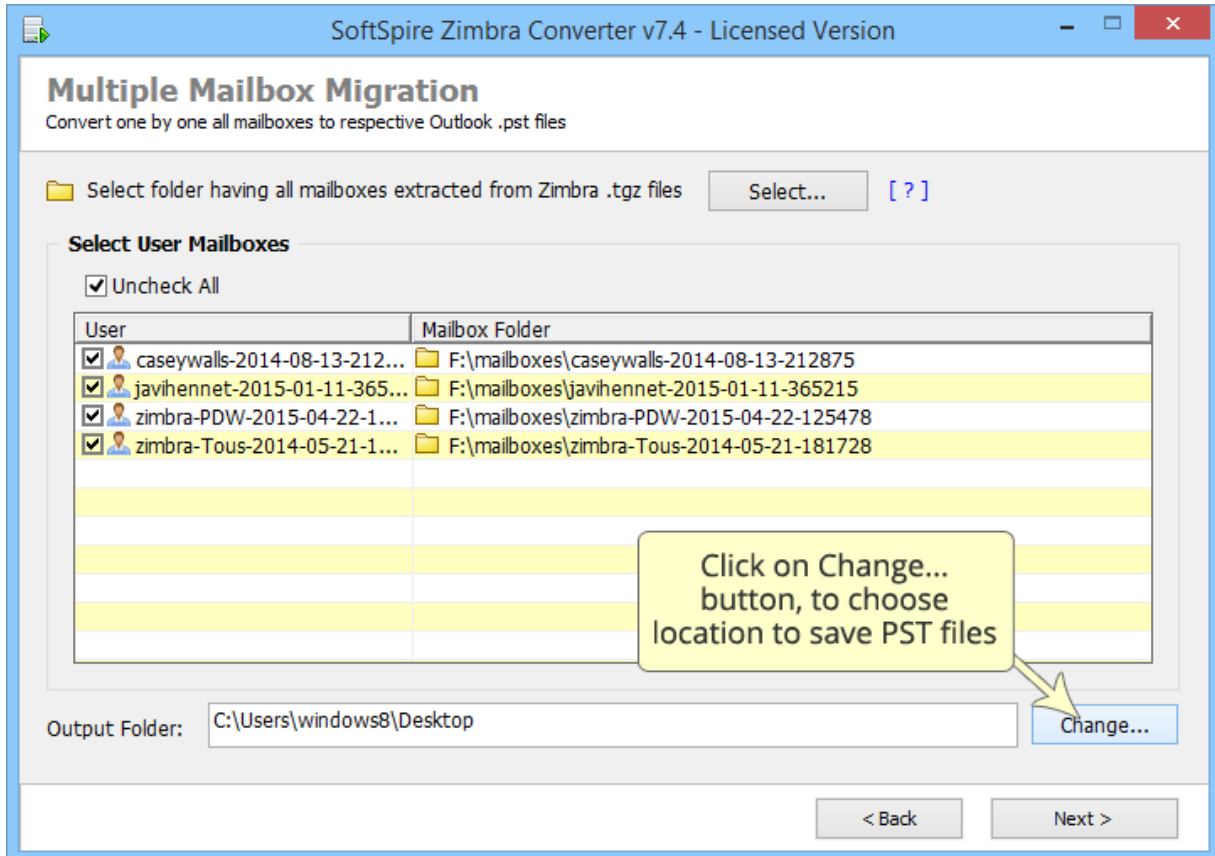 SoftSpire Zimbra Converter v7.4 - Licensed Version
Multiple Mailbox Migration
Convert one by one all mailboxes to respective Outlook .pst files
Select folder having all mailboxes extracted from Zimbra .tgz files Select... [ ? ]
Select User Mailboxes
Uncheck All
User Mailbox Folder
caseywalls-2014-08-13-212... F:\mailboxes\caseywalls-2014-08-13-212875
javihennet-2015-01-11-365... F:\mailboxes\javihennet-2015-01-11-365215
zimbra-PDW-2015-04-22-1... F:\mailboxes\zimbra-PDW-2015-04-22-125478
zimbra-Tous-2014-05-21-1... F:\mailboxes\zimbra-Tous-2014-05-21-181728
Click on Change...
button, to choose
location to save PST files
Output Folder: C:\Users\windows8\Desktop Change...
< Back Next >